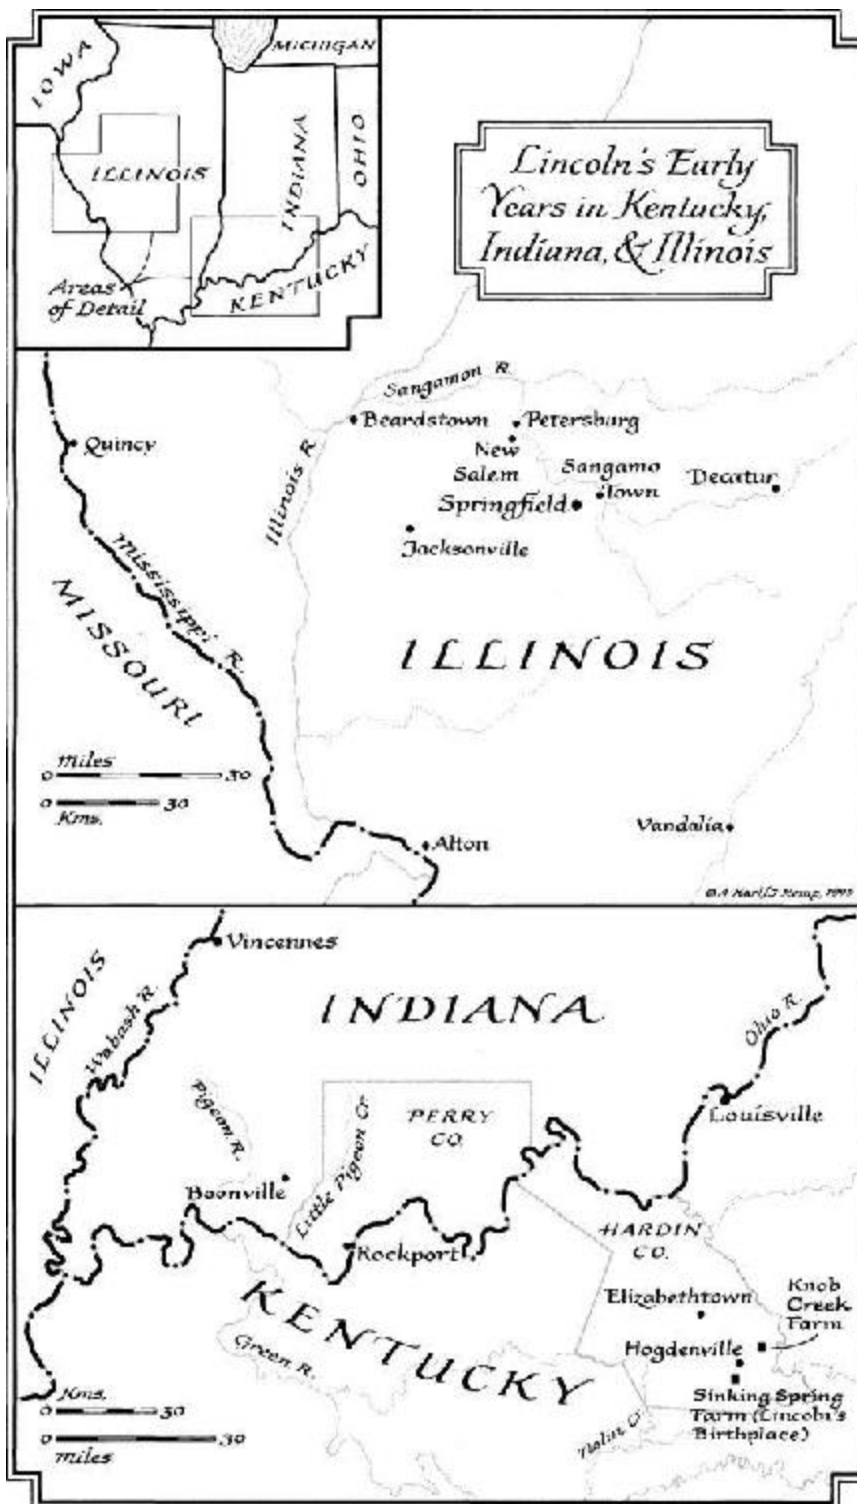 IOWA
MICHIGAN
ILLINOIS
INDIANA
OHIO
KENTUCKY
Areas
of Detail
Lincoln's Early
Years in Kentucky,
Indiana, & Illinois
Sangamon R.
Beardstown
Petersburg
Quincy
New
Salem
Sangamo
Town
Decatur
Illinois R.
Springfield
Jacksonville
Mississippi R.
MISSOURI
ILLINOIS
miles
0 30
0 30
Kms.
Vandalia
Alton
Vincennes
ILLINOIS
Wabash R.
INDIANA
Ohio R.
Pigeon R.
Little Pigeon Cr.
PERRY
CO.
Louisville
Boonville
Rockport
HARDIN
CO.
KENTUCKY
Green R.
Elizabethtown
Knob
Creek
Farm
Hogdenville
Sinking Spring
Farm (Lincoln's
Birthplace)
Nolin Cr.
Kms.
0 30
0 30
miles